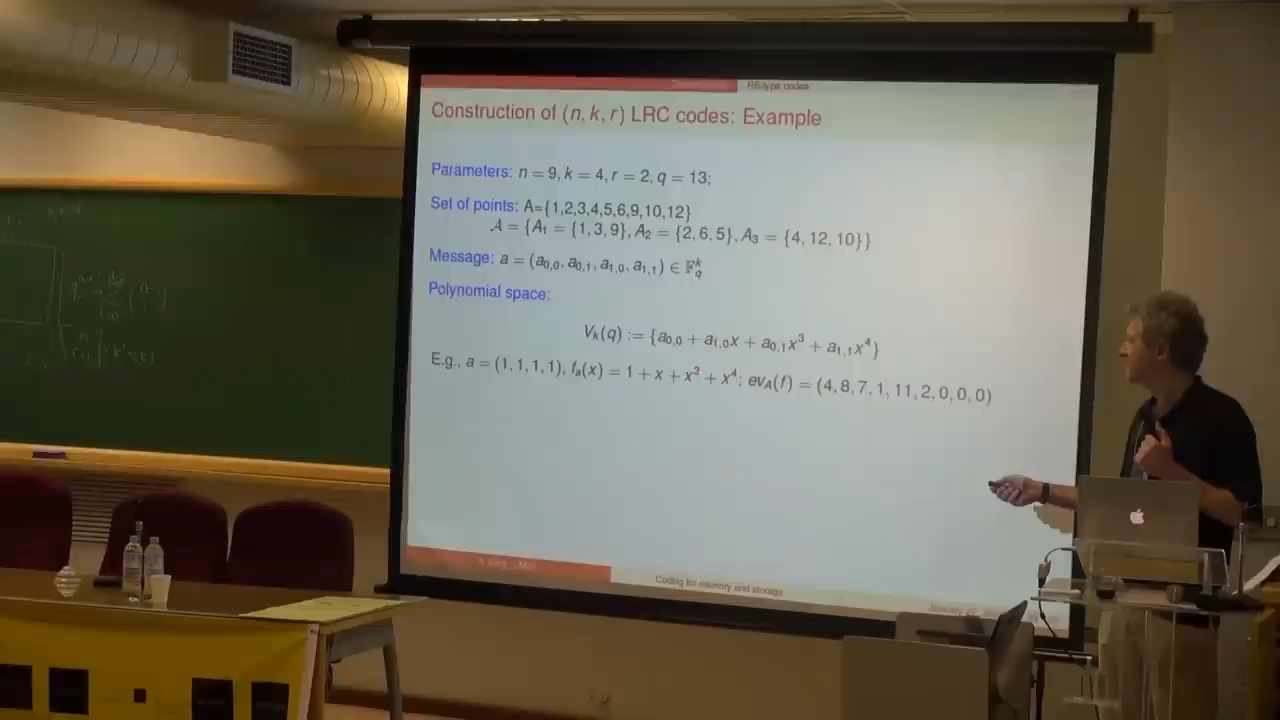 RS-type codes
Construction of (n, k, r) LRC codes: Example
Parameters: n = 9, k = 4, r = 2, q = 13;
Set of points: A={1,2,3,4,5,6,9,10,12}
𝒜 = {A₁ = {1, 3, 9}, A₂ = {2, 6, 5}, A₃ = {4, 12, 10}}
Message: a = (a₀,₀, a₀,₁, a₁,₀, a₁,₁) ∈ 𝔽_q^k
Polynomial space:
V_k(q) := {a₀,₀ + a₁,₀x + a₀,₁x³ + a₁,₁x⁴}
E.g., a = (1, 1, 1, 1), f_a(x) = 1 + x + x³ + x⁴; ev_A(f) = (4, 8, 7, 1, 11, 2, 0, 0, 0)
Coding for memory and storage